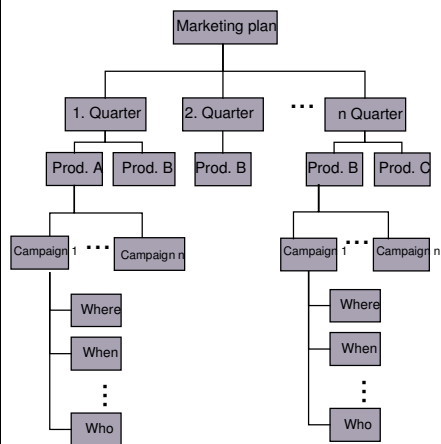 Marketing plan
1. Quarter
2. Quarter
...
n Quarter
Prod. A
Prod. B
Prod. B
Prod. B
Prod. C
Campaign 1
...
Campaign n
Campaign 1
...
Campaign n
Where
When
...
Who
Where
When
...
Who